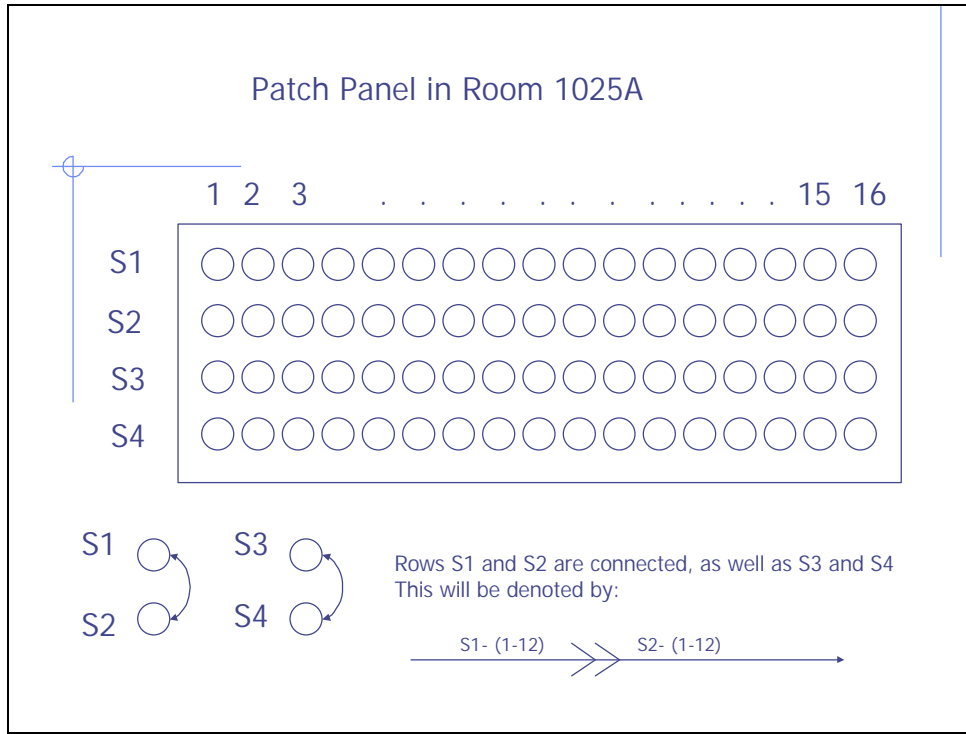 Patch Panel in Room 1025A
1 2 3 . . . . . . . . . . . . 15 16
S1
S2
S3
S4
S1 S3
S2 S4
Rows S1 and S2 are connected, as well as S3 and S4
This will be denoted by:
S1- (1-12) S2- (1-12)